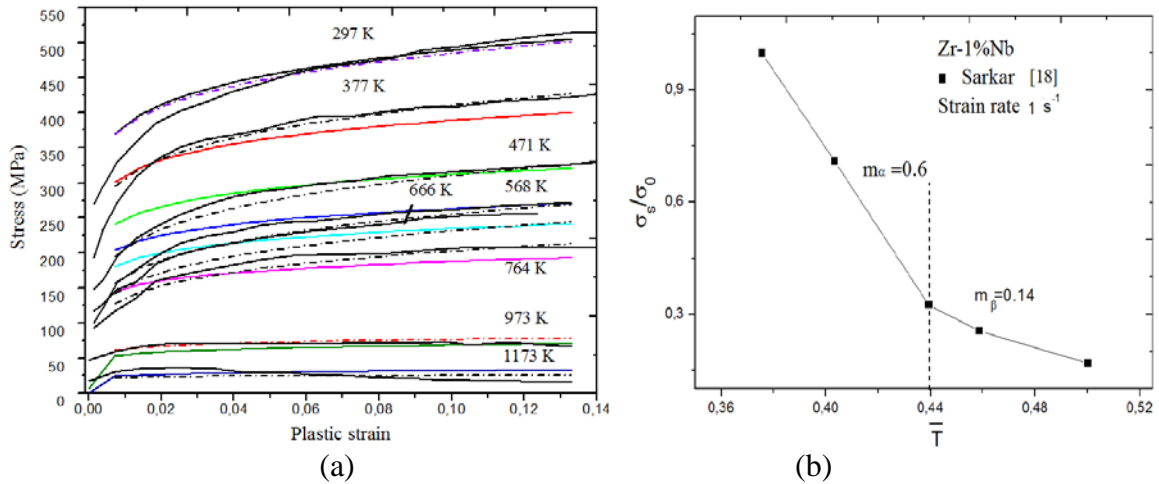 550
500
450
400
350
300
250
200
150
100
50
0
Stress (MPa)
297 K
377 K
471 K
666 K
568 K
764 K
973 K
1173 K
0,00 0,02 0,04 0,06 0,08 0,10 0,12 0,14
Plastic strain
(a)
0,9
0,6
0,3
σs/σ0
Zr-1%Nb
Sarkar [18]
Strain rate 1 s-1
mα =0.6
mβ=0.14
0,36 0,40 0,44 0,48 0,52
T̅
(b)